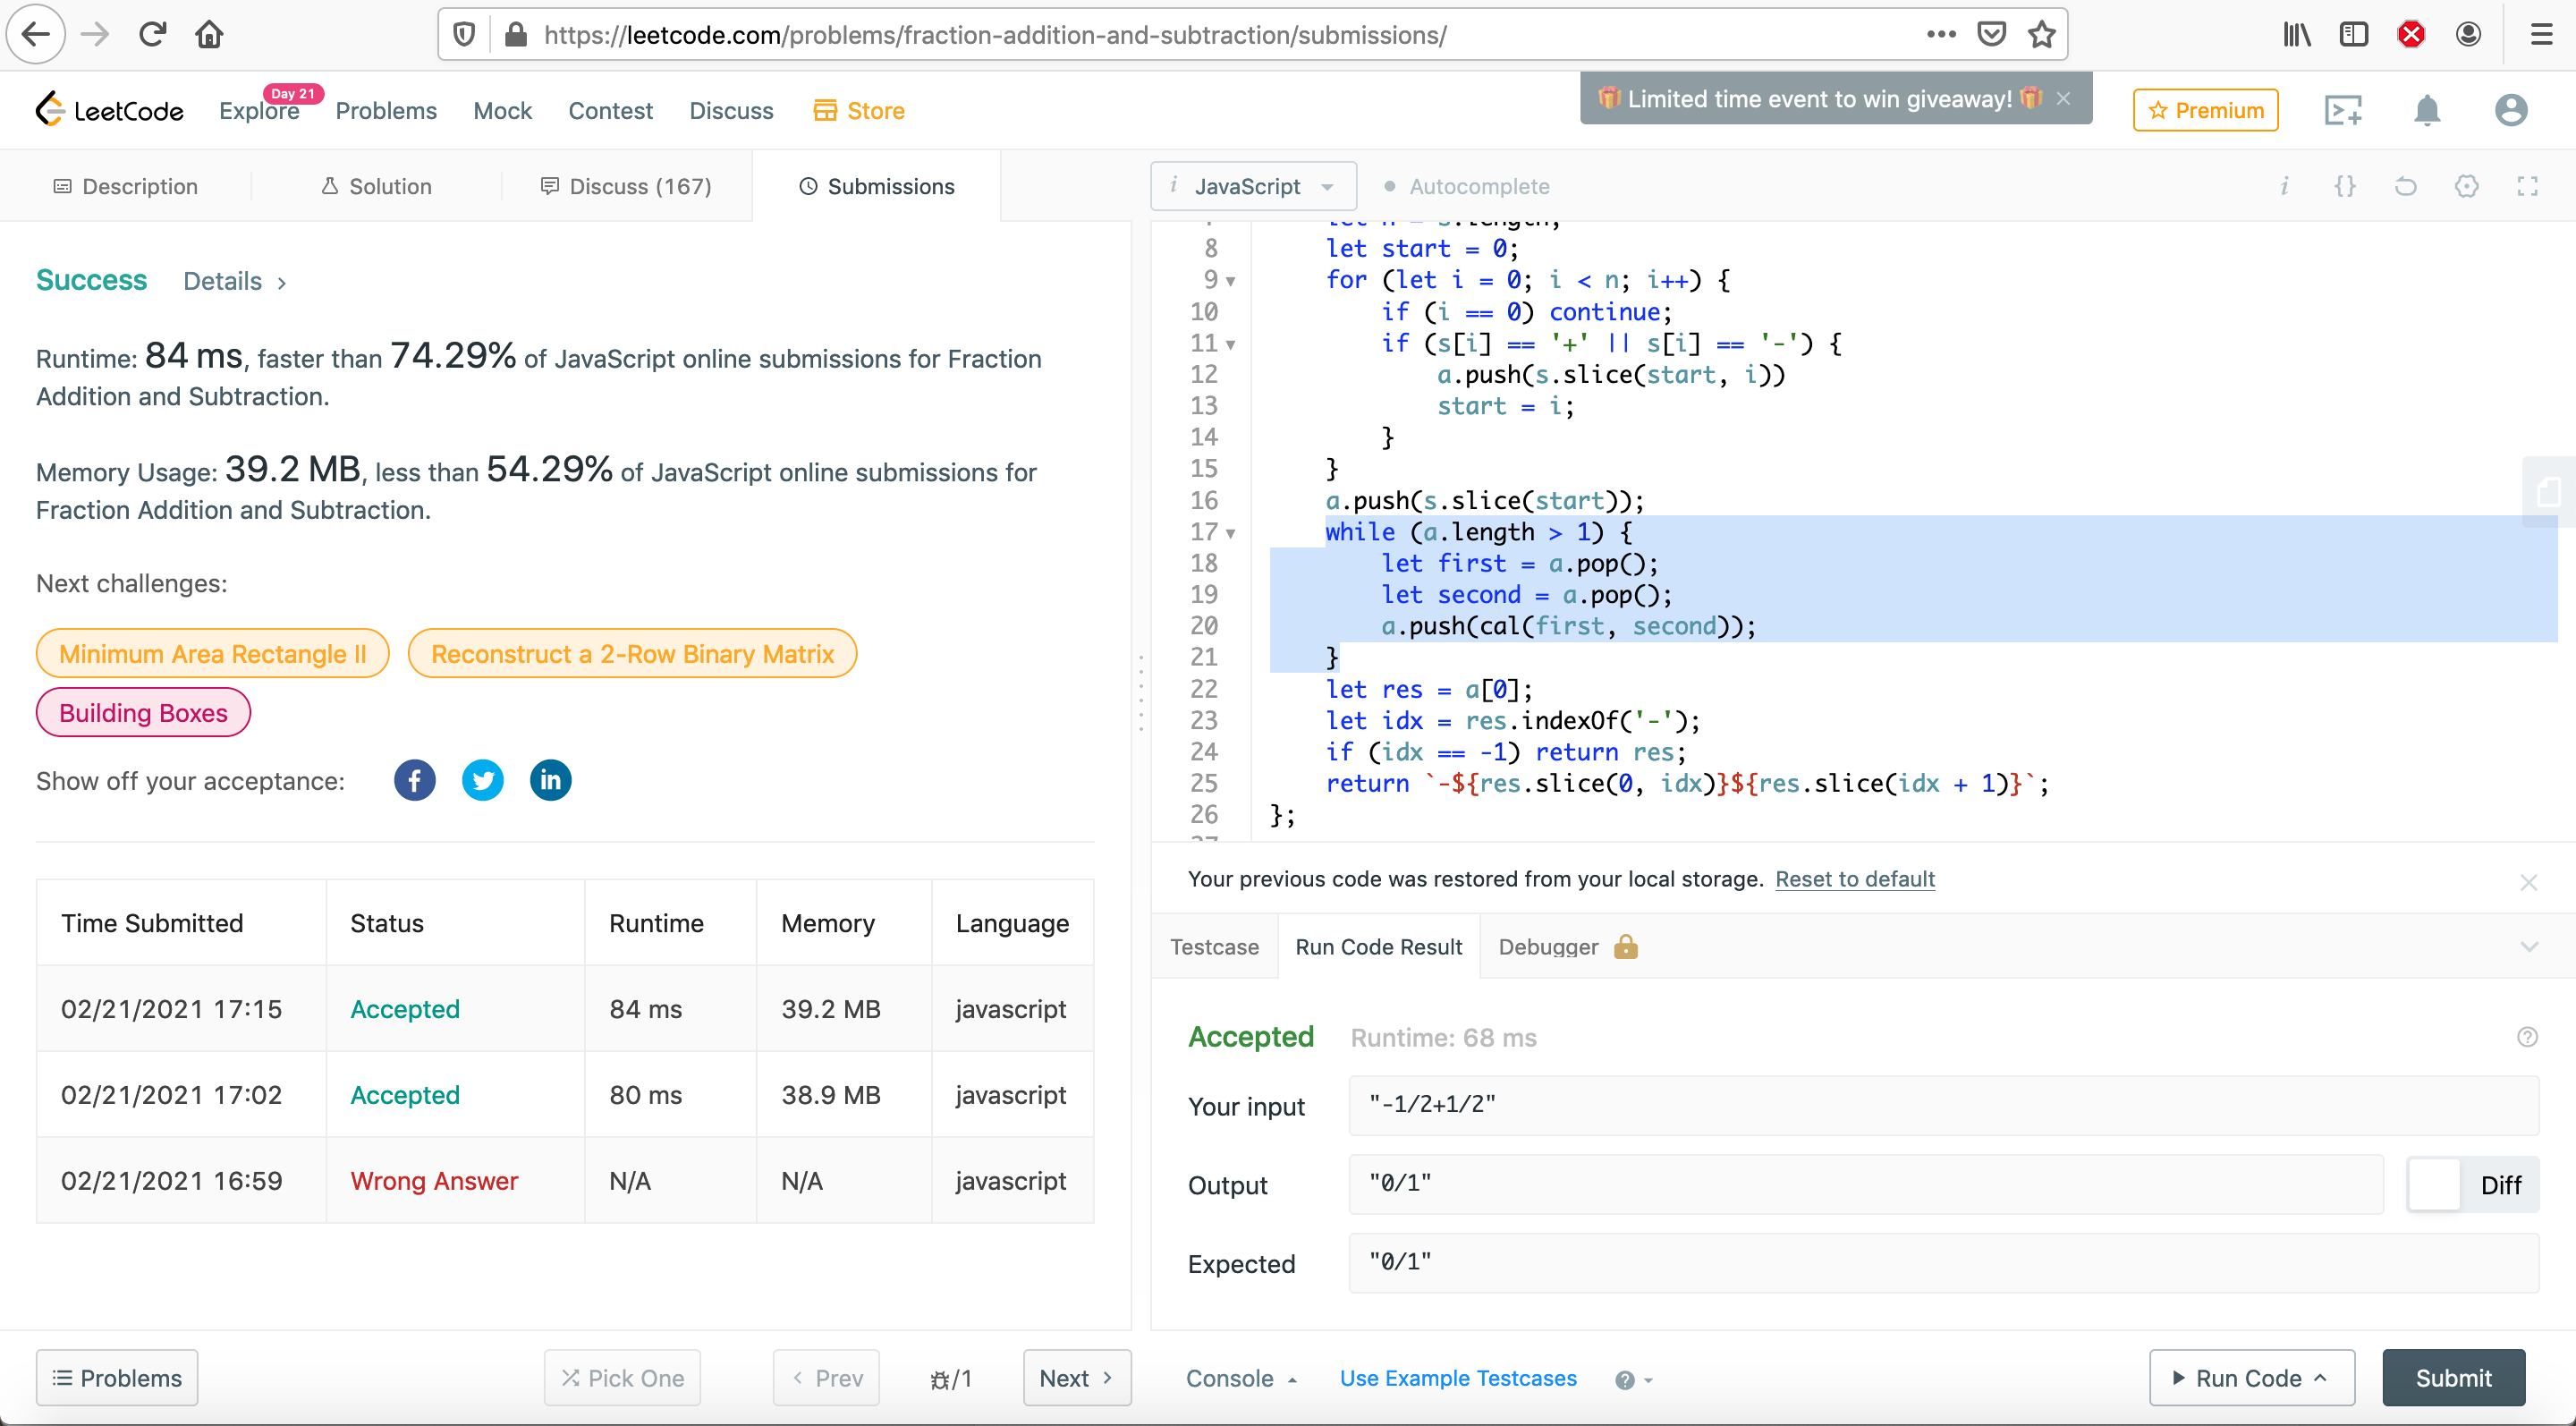 https://leetcode.com/problems/fraction-addition-and-subtraction/submissions/
LeetCode
Explore
Day 21
Problems
Mock
Contest
Discuss
Store
🎁 Limited time event to win giveaway! 🎁 ×
Premium
Description
Solution
Discuss (167)
Submissions
i JavaScript
Autocomplete
Success Details >
Runtime: 84 ms, faster than 74.29% of JavaScript online submissions for Fraction
Addition and Subtraction.
Memory Usage: 39.2 MB, less than 54.29% of JavaScript online submissions for
Fraction Addition and Subtraction.
Next challenges:
Minimum Area Rectangle II
Reconstruct a 2-Row Binary Matrix
Building Boxes
Show off your acceptance:
Time Submitted Status Runtime Memory Language
02/21/2021 17:15 Accepted 84 ms 39.2 MB javascript
02/21/2021 17:02 Accepted 80 ms 38.9 MB javascript
02/21/2021 16:59 Wrong Answer N/A N/A javascript
8 let start = 0;
9 for (let i = 0; i < n; i++) {
10 if (i == 0) continue;
11 if (s[i] == '+' || s[i] == '-') {
12 a.push(s.slice(start, i))
13 start = i;
14 }
15 }
16 a.push(s.slice(start));
17 while (a.length > 1) {
18 let first = a.pop();
19 let second = a.pop();
20 a.push(cal(first, second));
21 }
22 let res = a[0];
23 let idx = res.indexOf('-');
24 if (idx == -1) return res;
25 return `-${res.slice(0, idx)}${res.slice(idx + 1)}`;
26 };
Your previous code was restored from your local storage. Reset to default
Testcase
Run Code Result
Debugger
Accepted Runtime: 68 ms
Your input "-1/2+1/2"
Output "0/1"
Diff
Expected "0/1"
Problems
Pick One
< Prev
/1
Next >
Console
Use Example Testcases
Run Code
Submit